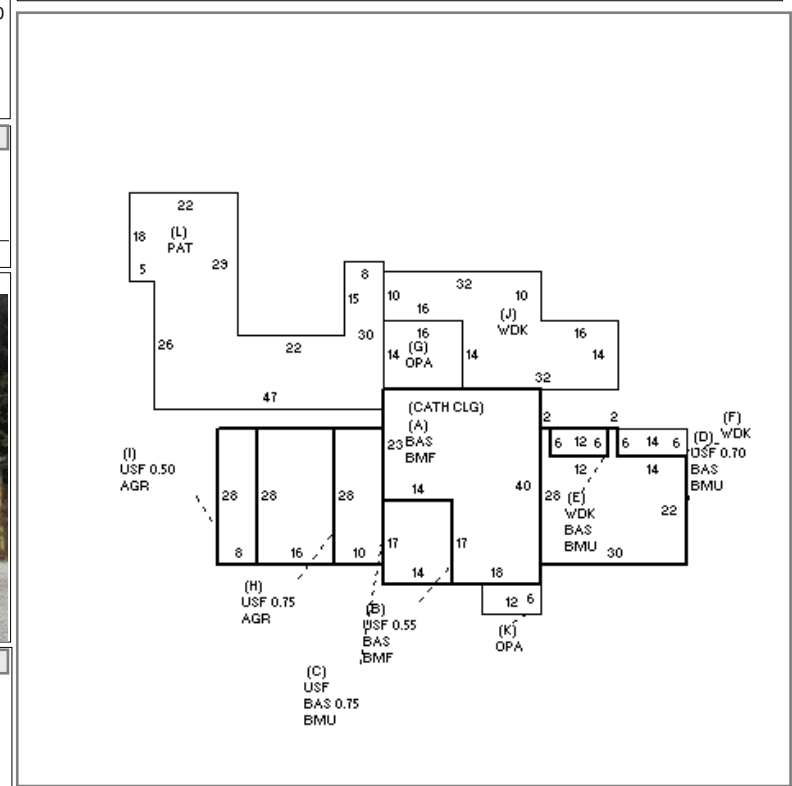 22
18
(L)
PAT
5
29
26
22
47
8
15
30
10
32
10
16
(J)
WDK
16
14
(G)
OPA
14
16
14
32
(CATH CLG)
(A)
BAS
BMF
23
14
40
17
17
14
18
(I)
USF 0.50
AGR
28
28
28
8
16
10
(H)
USF 0.75
AGR
(B)
USF 0.55
BAS
BMF
(C)
USF
BAS 0.75
BMU
12
6
(K)
OPA
2
2
6
12
6
6
14
6
12
14
28
(E)
WDK
BAS
BMU
22
30
(F)
WDK
(D)
USF 0.70
BAS
BMU